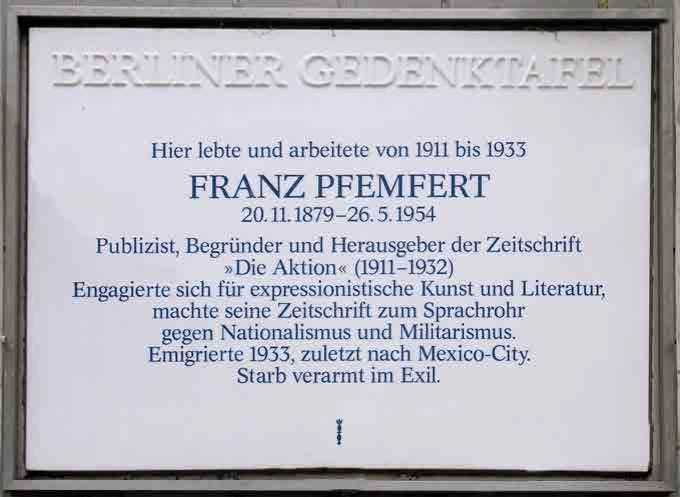 BERLINER GEDENKTAFEL
Hier lebte und arbeitete von 1911 bis 1933
FRANZ PFEMFERT
20.11.1879–26.5.1954
Publizist, Begründer und Herausgeber der Zeitschrift
»Die Aktion« (1911–1932)
Engagierte sich für expressionistische Kunst und Literatur,
machte seine Zeitschrift zum Sprachrohr
gegen Nationalismus und Militarismus.
Emigrierte 1933, zuletzt nach Mexico-City.
Starb verarmt im Exil.